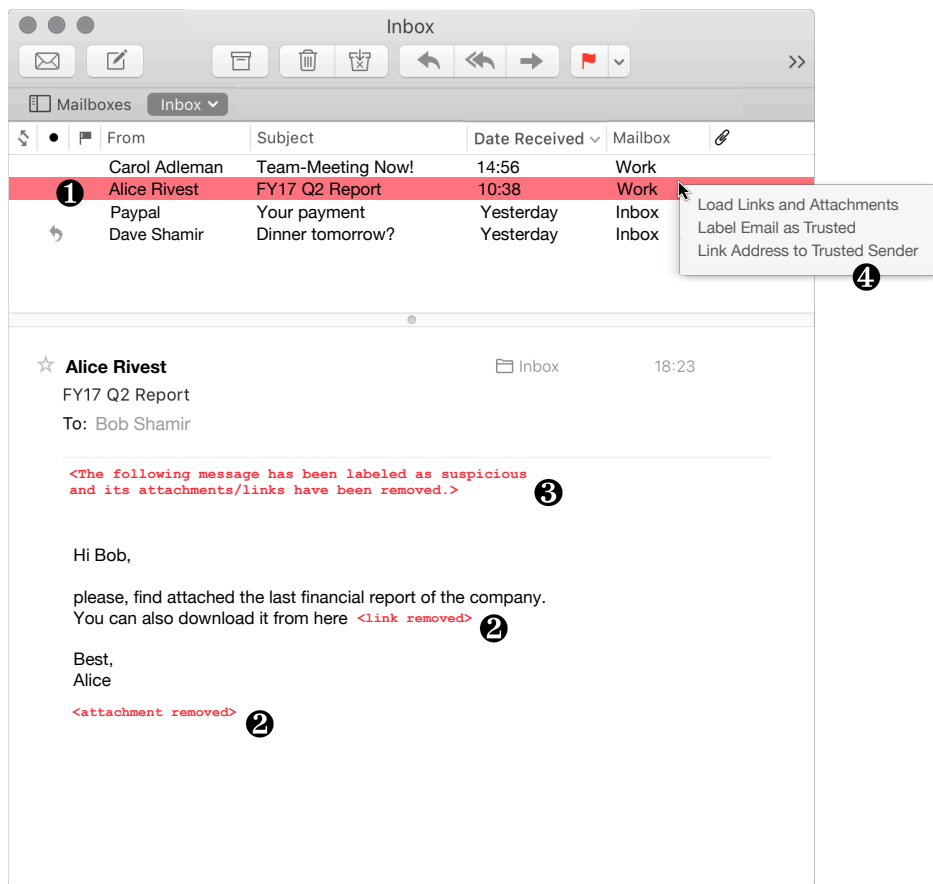 Inbox
Mailboxes Inbox
From Subject Date Received Mailbox
Carol Adleman Team-Meeting Now! 14:56 Work
❶ Alice Rivest FY17 Q2 Report 10:38 Work
Paypal Your payment Yesterday Inbox
Dave Shamir Dinner tomorrow? Yesterday Inbox
Load Links and Attachments
Label Email as Trusted
Link Address to Trusted Sender
❹
Alice Rivest Inbox 18:23
FY17 Q2 Report
To: Bob Shamir
<The following message has been labeled as suspicious
and its attachments/links have been removed.> ❸
Hi Bob,
please, find attached the last financial report of the company.
You can also download it from here <link removed> ❷
Best,
Alice
<attachment removed> ❷